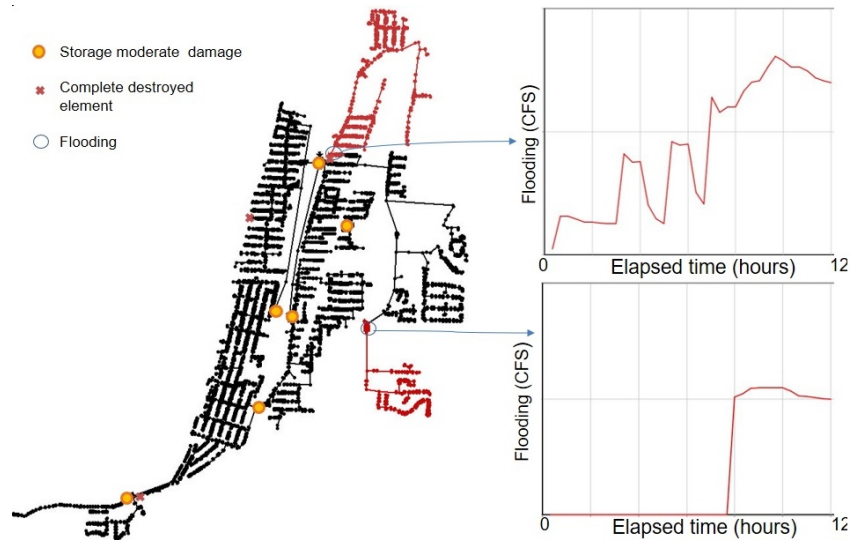 Storage moderate damage
Complete destroyed
element
Flooding
Flooding (CFS)
0
Elapsed time (hours)
12
Flooding (CFS)
0
Elapsed time (hours)
12